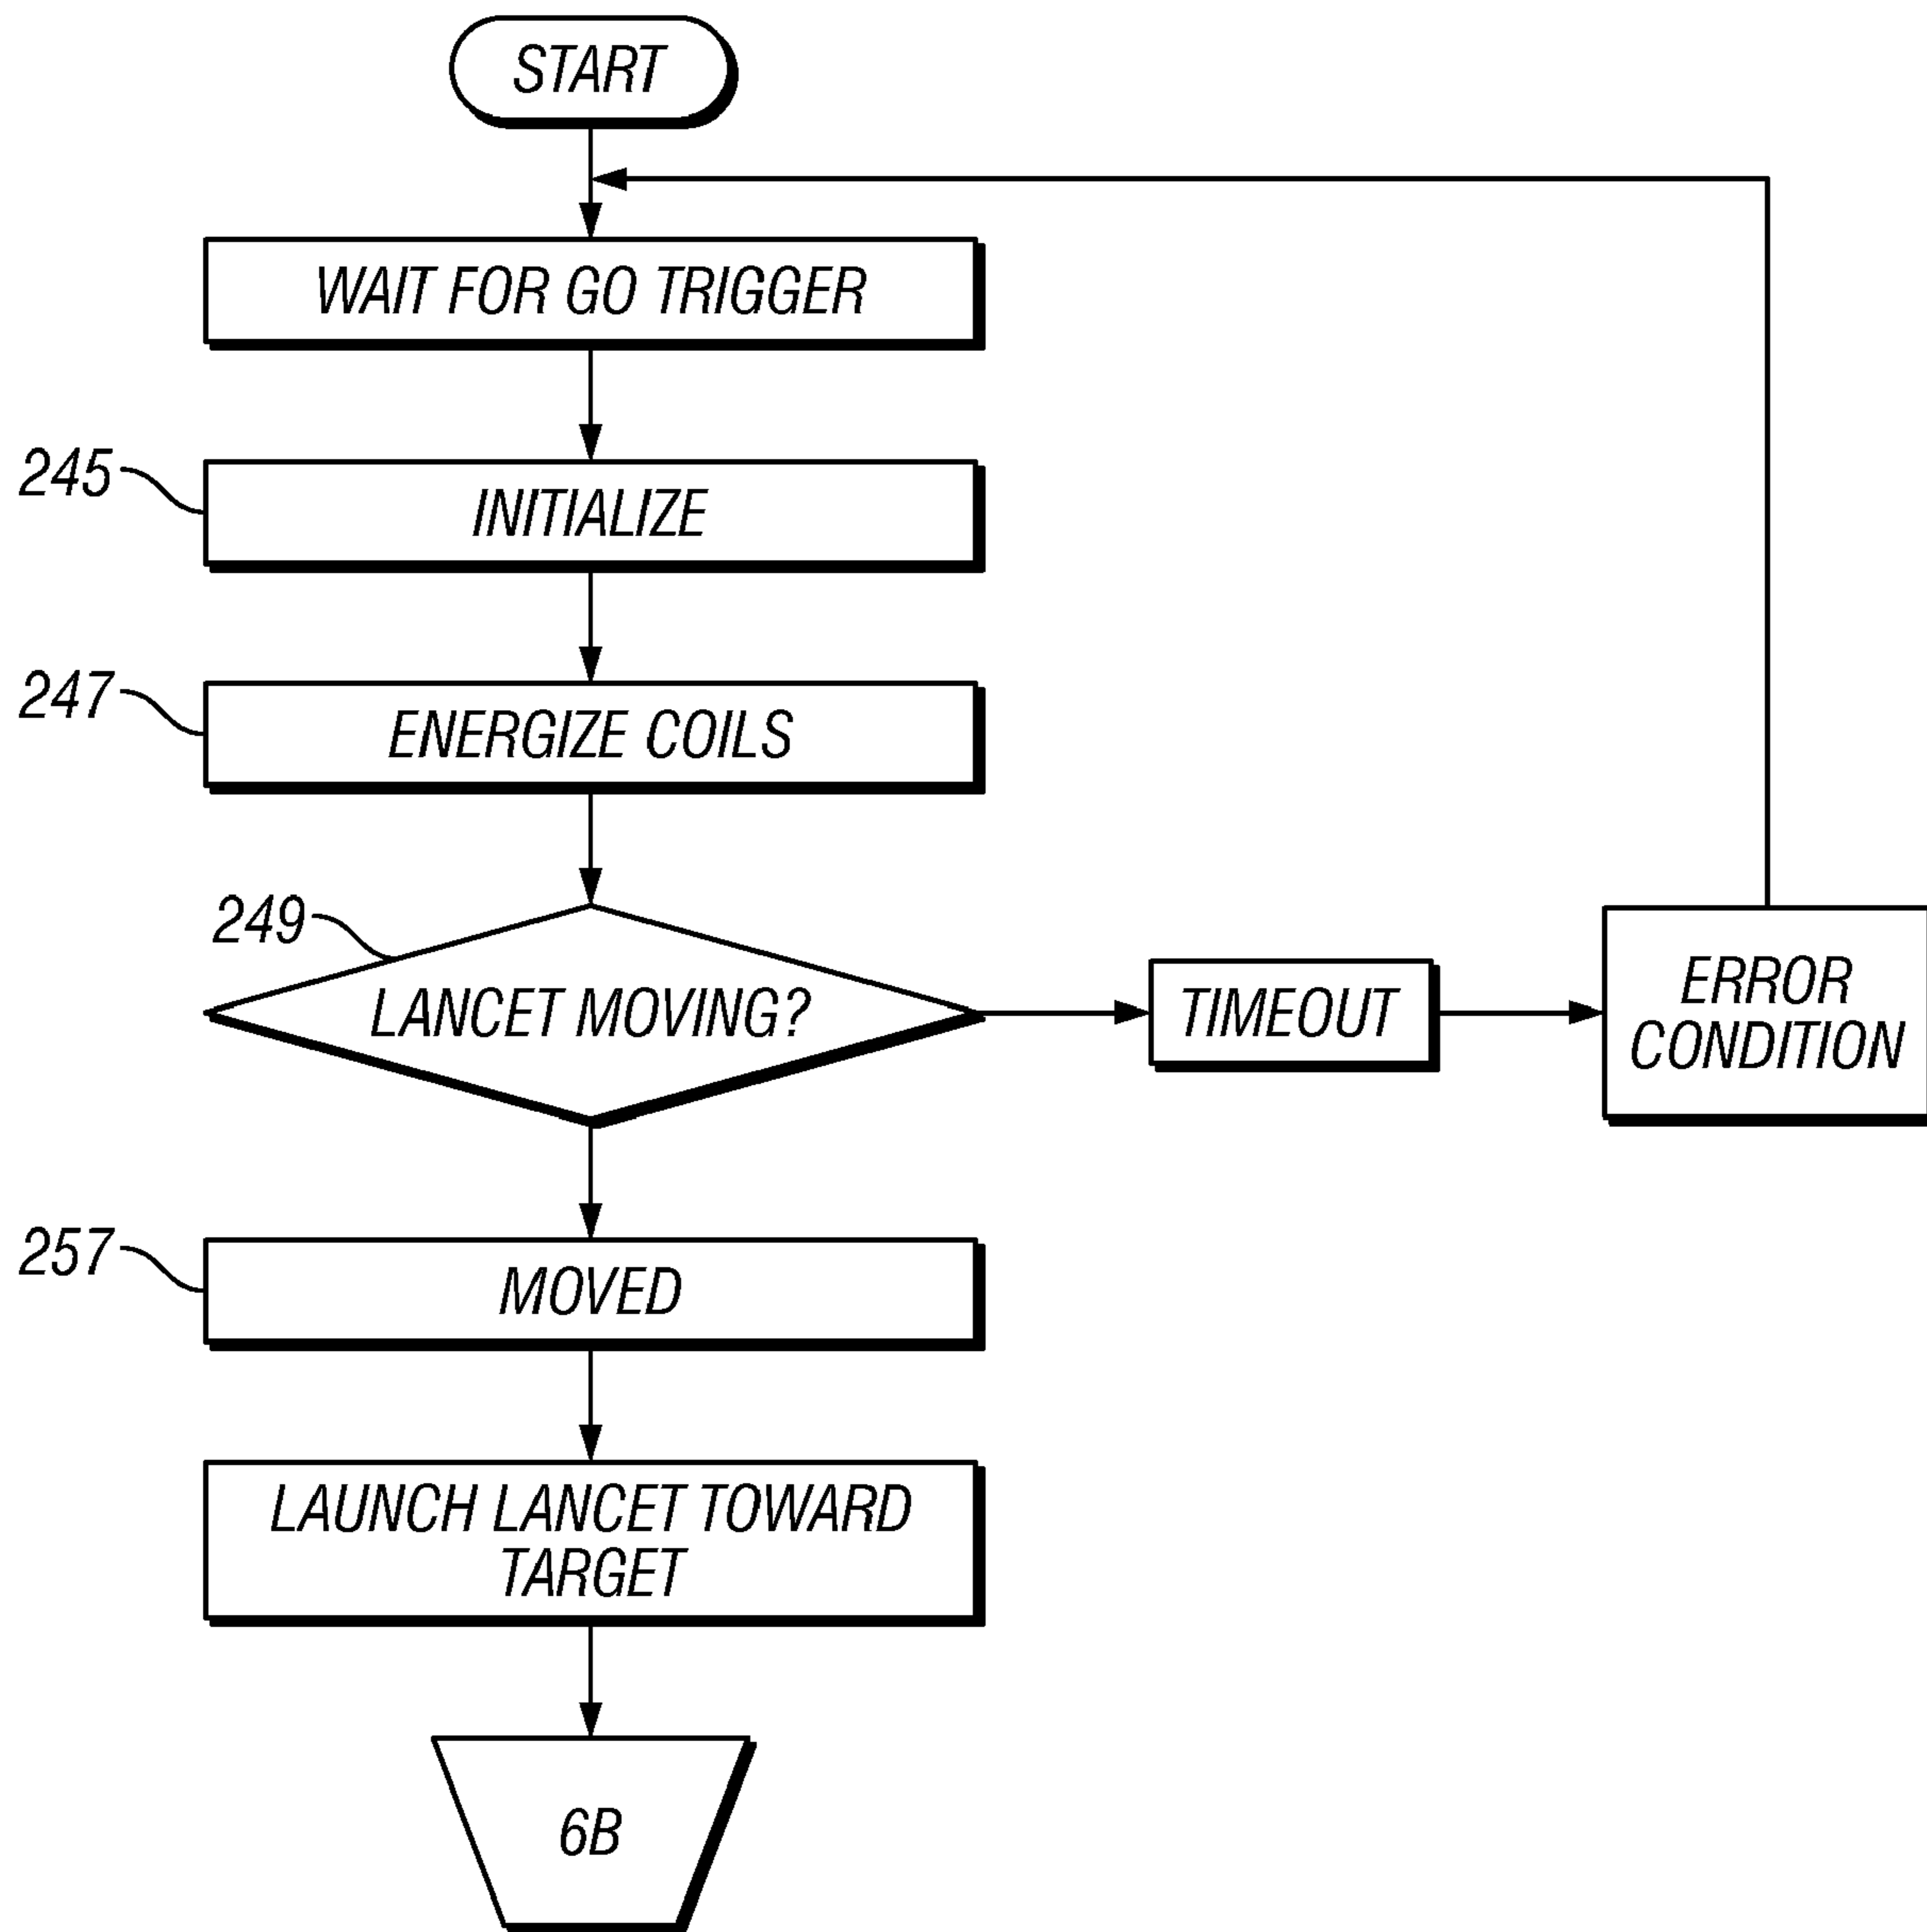 START
WAIT FOR GO TRIGGER
245
INITIALIZE
247
ENERGIZE COILS
249
LANCET MOVING?
TIMEOUT
ERROR
CONDITION
257
MOVED
LAUNCH LANCET TOWARD
TARGET
6B